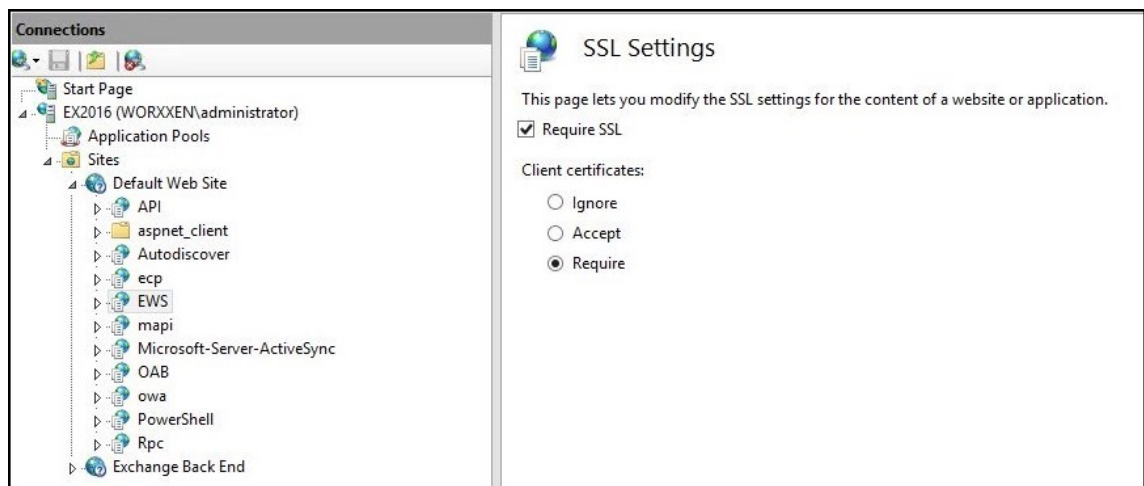 Connections
Start Page
EX2016 (WORXXEN\administrator)
Application Pools
Sites
Default Web Site
API
aspnet_client
Autodiscover
ecp
EWS
mapi
Microsoft-Server-ActiveSync
OAB
owa
PowerShell
Rpc
Exchange Back End
SSL Settings
This page lets you modify the SSL settings for the content of a website or application.
Require SSL
Client certificates:
Ignore
Accept
Require